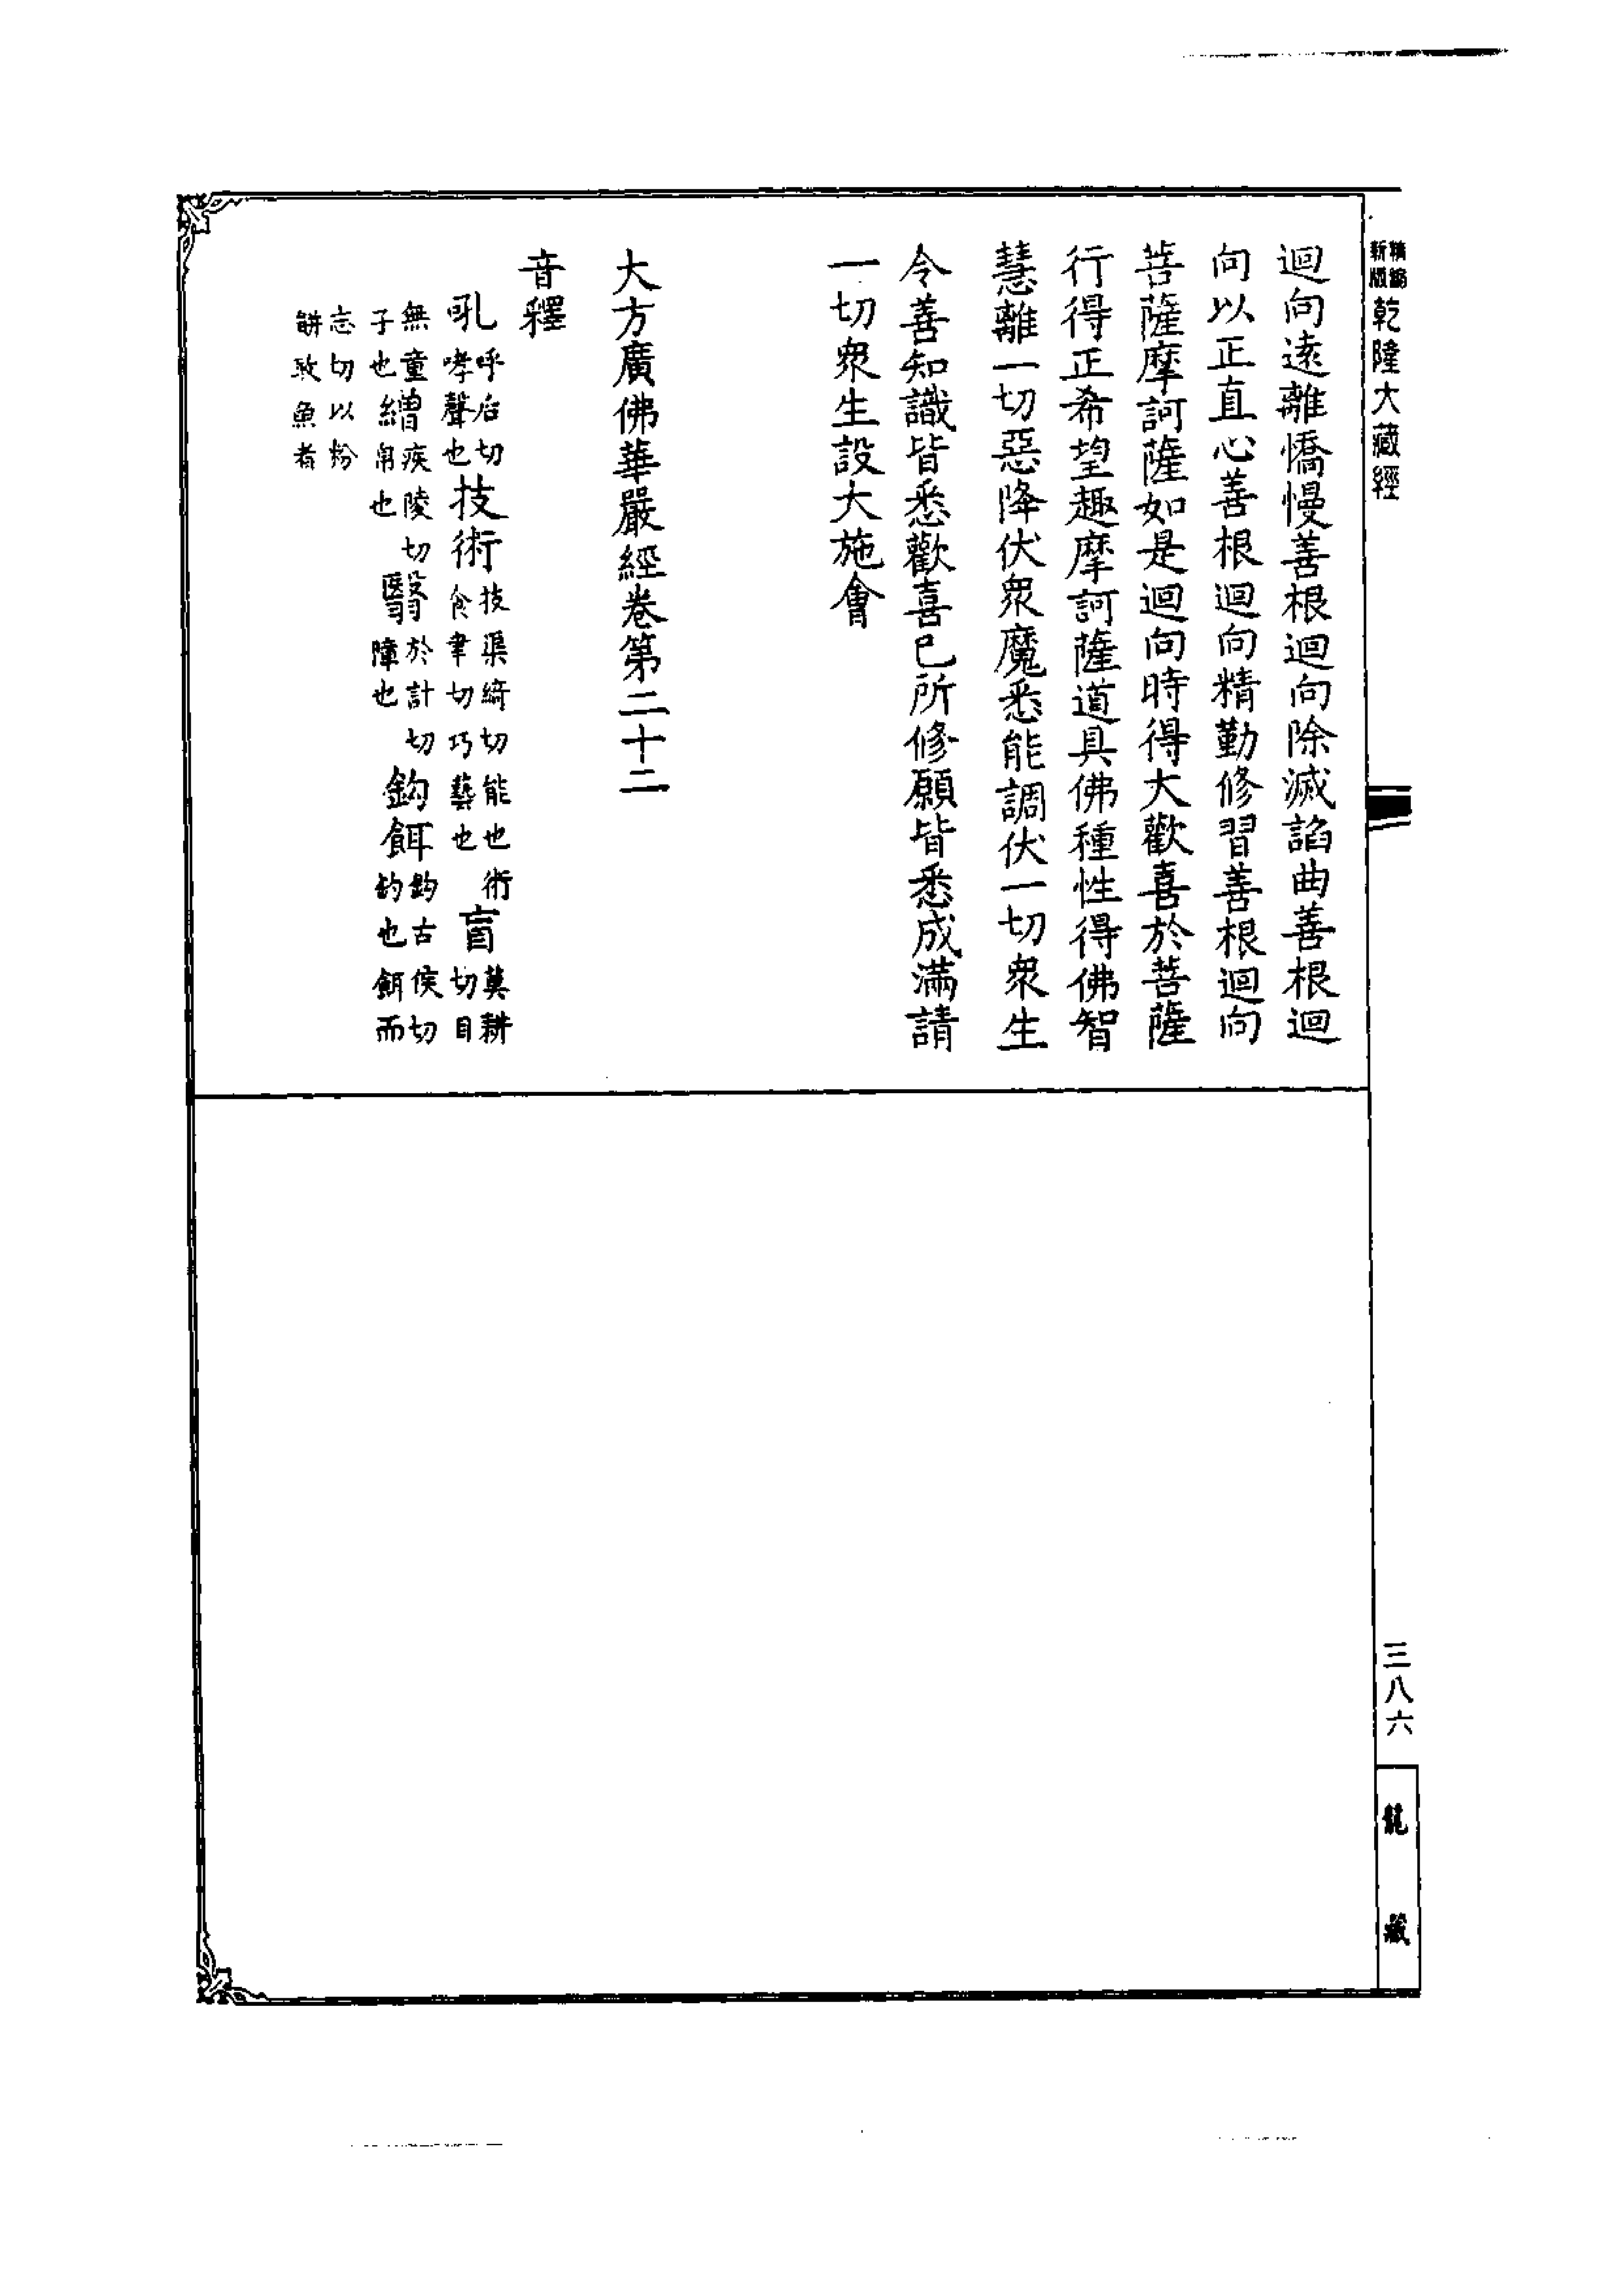 精縮新版乾隆大藏經
迴向遠離憍慢善根迴向除滅諂曲善根迴
向以正直心善根迴向精勤修習善根迴向
菩薩摩訶薩如是迴向時得大歡喜於菩薩
行得正希望趣摩訶薩道具佛種性得佛智
慧離一切惡降伏眾魔悉能調伏一切眾生
令善知識皆悉歡喜已所修願皆悉成滿請
一切眾生設大施會
大方廣佛華嚴經卷第二十二
音釋
吼呼后切哮聲也技術技渠綺切能也術食聿切巧藝也盲莫耕切目
無童子也繒疾陵切帛也翳於計切障也鈎餌鈎古侯切釣也餌而
志切以粉餅致魚者
三八六
龍藏